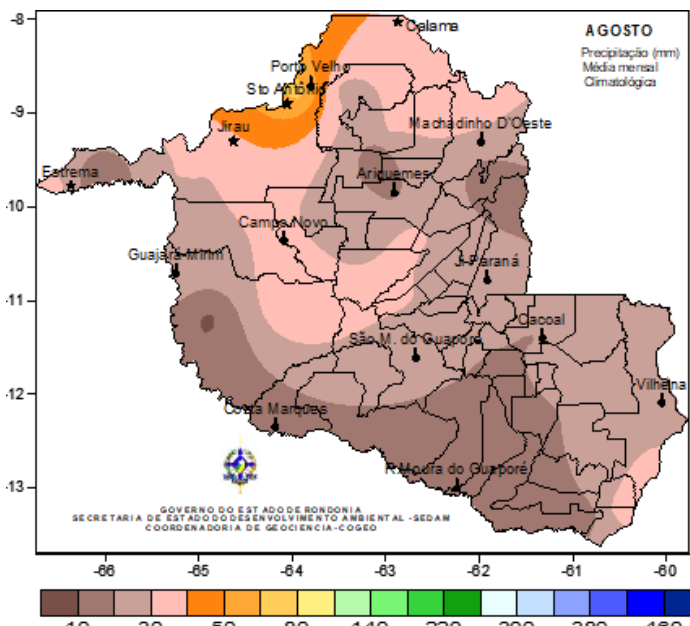 AGOSTO
Precipitação (mm)
Média mensal
Climatológica
-8
Calama
Porto Velho
Sto Antônio
-9
Jirau
Machadinho D'Oeste
Estrema
Ariquemes
-10
Campo Novo
Guajará Mirim
Ji-Paraná
-11
Cacoal
São M. do Guaporé
-12
Vilhena
Costa Marques
R.Moura do Guaporé
-13
GOVERNO DO ESTADO DE RONDONIA
SECRETARIA DE ESTADO DO DESENVOLVIMENTO AMBIENTAL -SEDAM
COORDENADORIA DE GEOCIENCIA-COGEO
-66 -65 -64 -63 -62 -61 -60